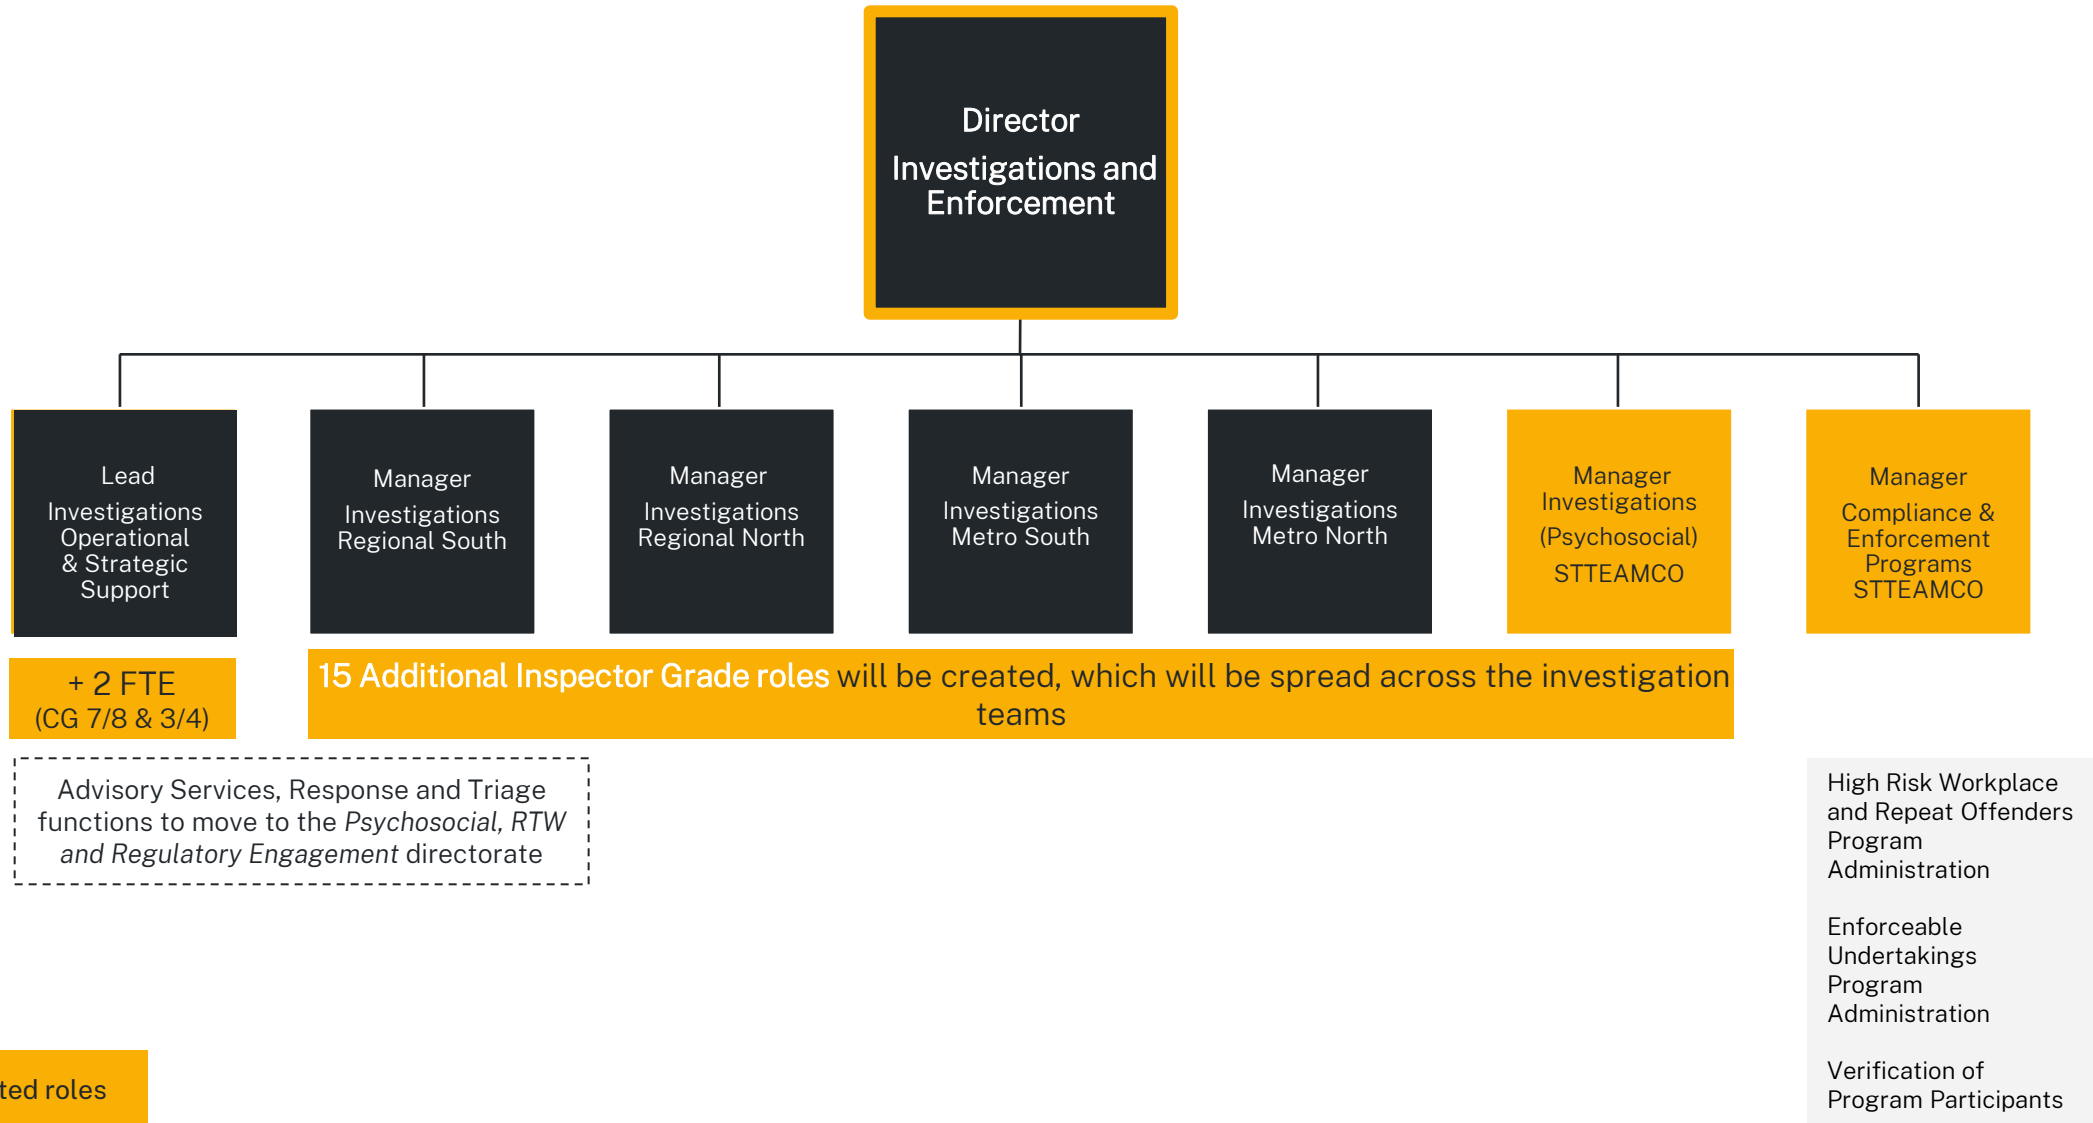 Director
Investigations and
Enforcement
Lead
Investigations
Operational
& Strategic
Support
Manager
Investigations
Regional South
Manager
Investigations
Regional North
Manager
Investigations
Metro South
Manager
Investigations
Metro North
Manager
Investigations
(Psychosocial)
STTEAMCO
Manager
Compliance &
Enforcement
Programs
STTEAMCO
+ 2 FTE
(CG 7/8 & 3/4)
15 Additional Inspector Grade roles will be created, which will be spread across the investigation
teams
Advisory Services, Response and Triage
functions to move to the Psychosocial, RTW
and Regulatory Engagement directorate
High Risk Workplace
and Repeat Offenders
Program
Administration
Enforceable
Undertakings
Program
Administration
Verification of
Program Participants
roles